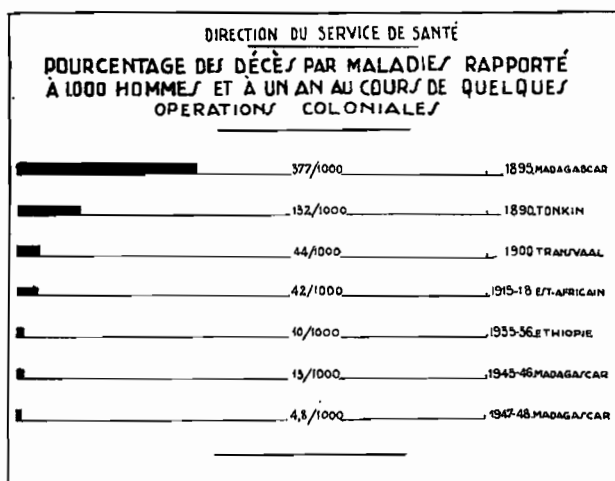 DIRECTION DU SERVICE DE SANTÉ
POURCENTAGE DES DÉCÈS PAR MALADIES RAPPORTÉ
À 1000 HOMMES ET À UN AN AU COURS DE QUELQUES
OPERATIONS COLONIALES
377/1000 1895, MADAGASCAR
132/1000 1890, TONKIN
44/1000 1900 TRANSVAAL
42/1000 1915-18 EST-AFRICAIN
10/1000 1935-36, ETHIOPIE
13/1000 1945-46, MADAGASCAR
4,8/1000 1947-48, MADAGASCAR